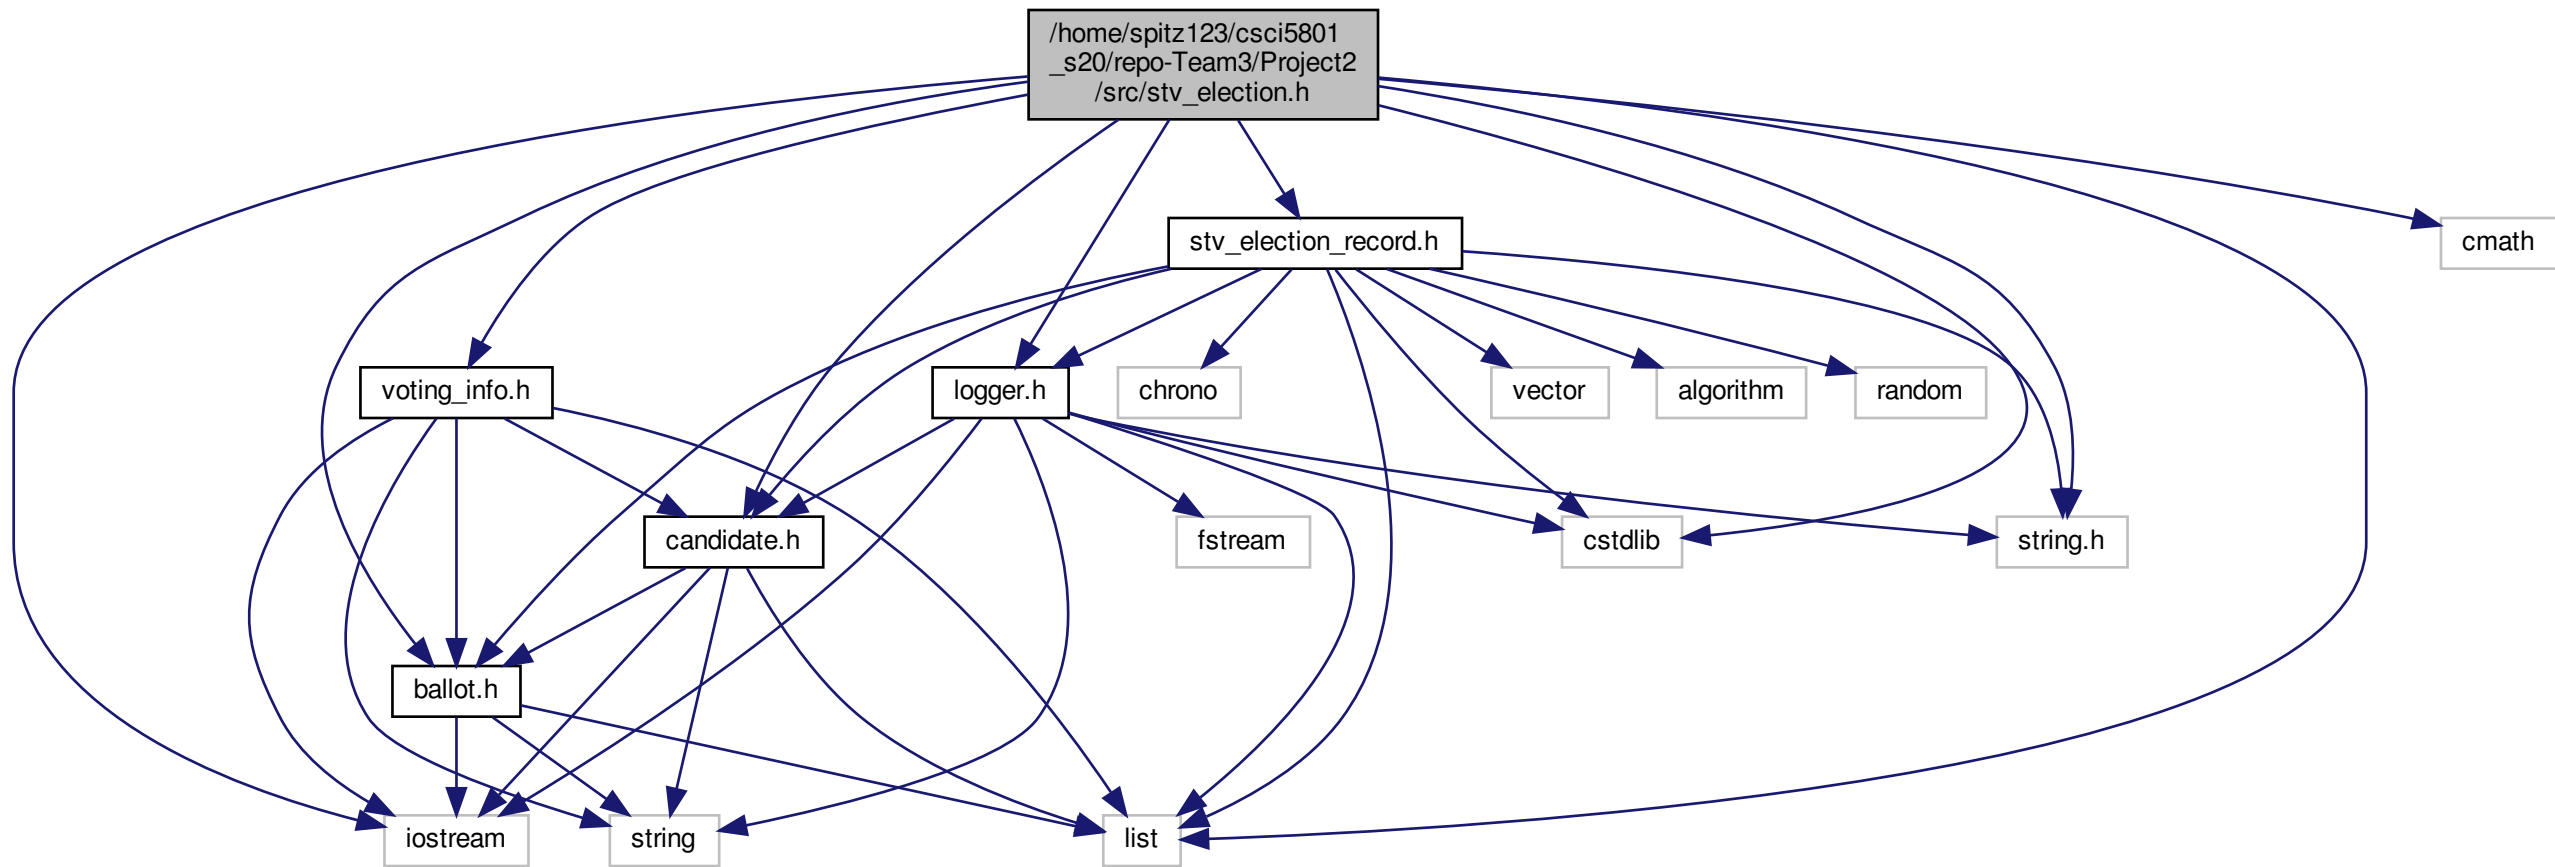 /home/spitz123/csci5801
_s20/repo-Team3/Project2
/src/stv_election.h
stv_election_record.h
cmath
voting_info.h
logger.h
chrono
vector
algorithm
random
candidate.h
fstream
cstdlib
string.h
ballot.h
iostream
string
list